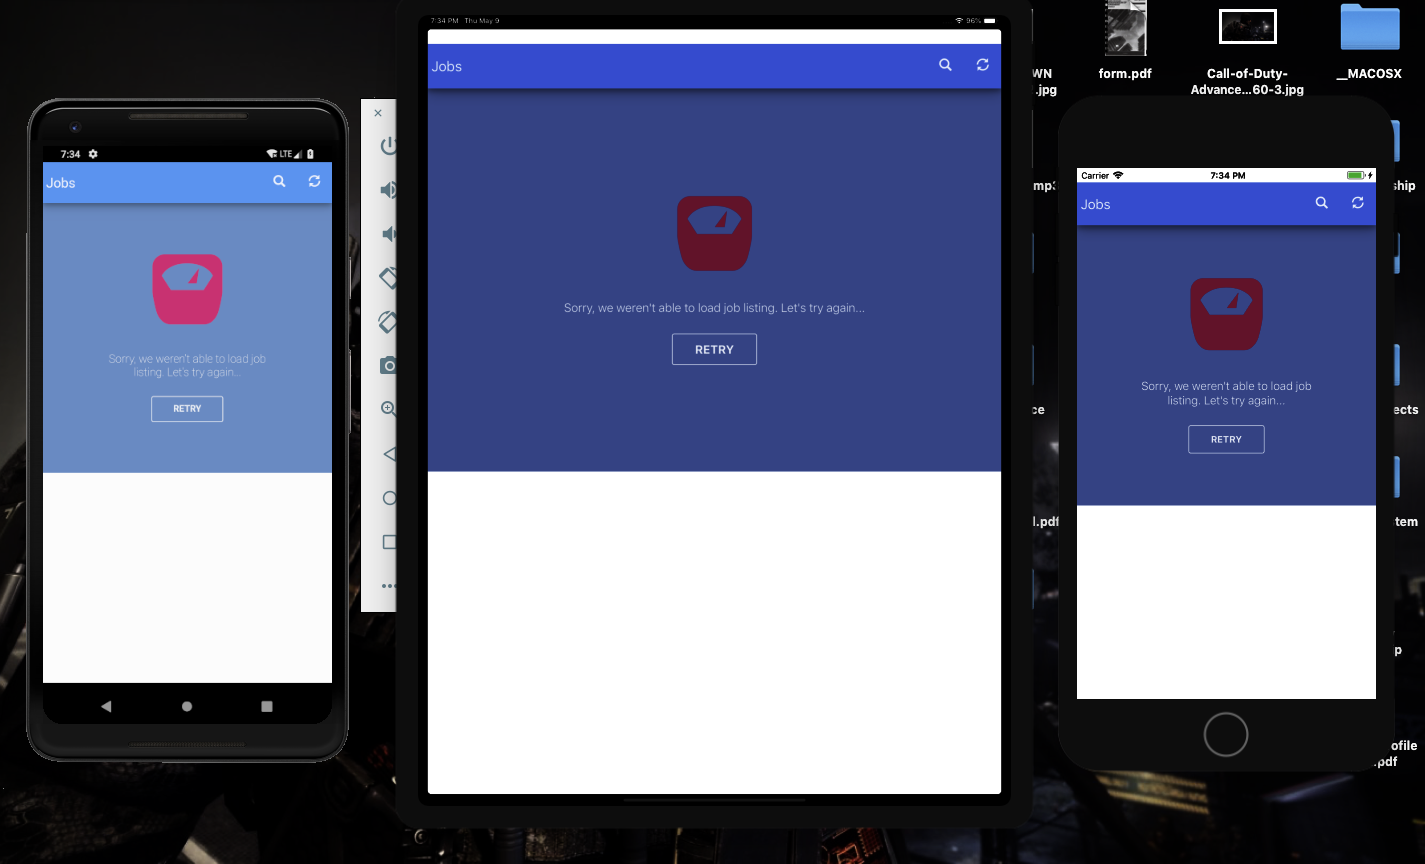 7:34 PM Thu May 9
96%
Jobs
Sorry, we weren't able to load job listing. Let's try again...
RETRY
7:34
LTE
Jobs
Sorry, we weren't able to load job
listing. Let's try again...
RETRY
Carrier
7:34 PM
Jobs
Sorry, we weren't able to load job
listing. Let's try again...
RETRY
WN
.jpg
form.pdf
Call-of-Duty-
Advance...60-3.jpg
__MACOSX
mp3
ship
ce
ects
l.pdf
tem
p
ofile
.pdf